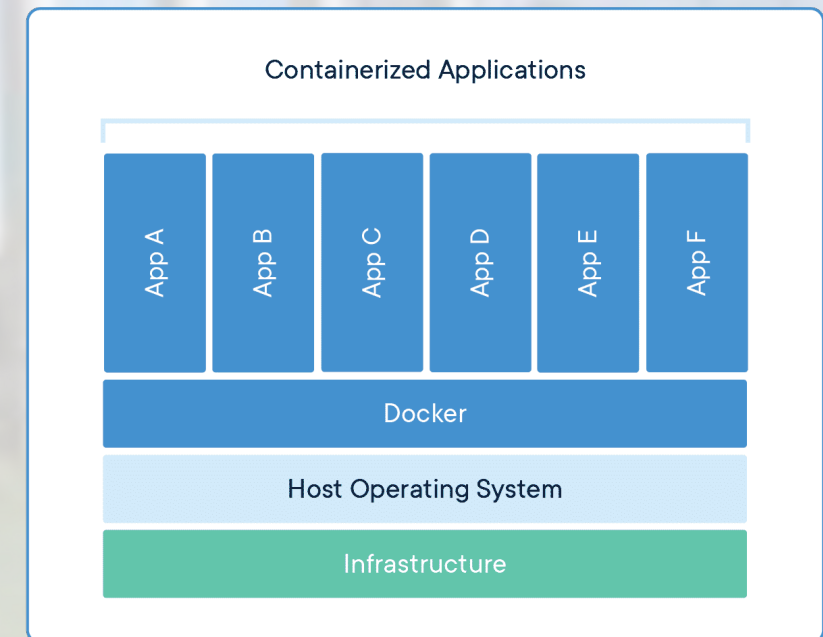 Containerized Applications
App A
App B
App C
App D
App E
App F
Docker
Host Operating System
Infrastructure